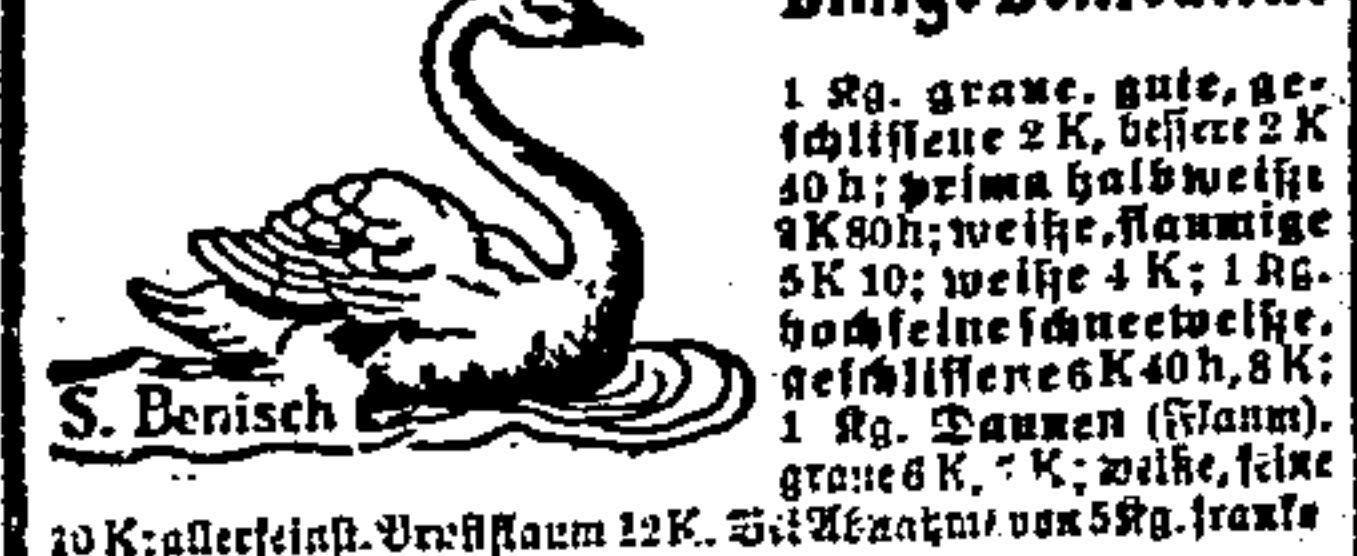 Billige Bettfedern
1 Kg. graue, gute, ge-
schlissene 2 K, bessere 2 K
40 h; prima halbweiße
2 K 80 h; weiße, flaumige
5 K 10; weiße 4 K; 1 Kg.
hochfeine schneeweiße,
geschlissene 6 K 40 h, 8 K;
1 Kg. Daunen (Flaum),
graue 6 K, K; weiße, feine
S. Benisch
10 K; allerfeinst. Brustflaum 12 K. Bei Abnahme von 5 Kg. franko